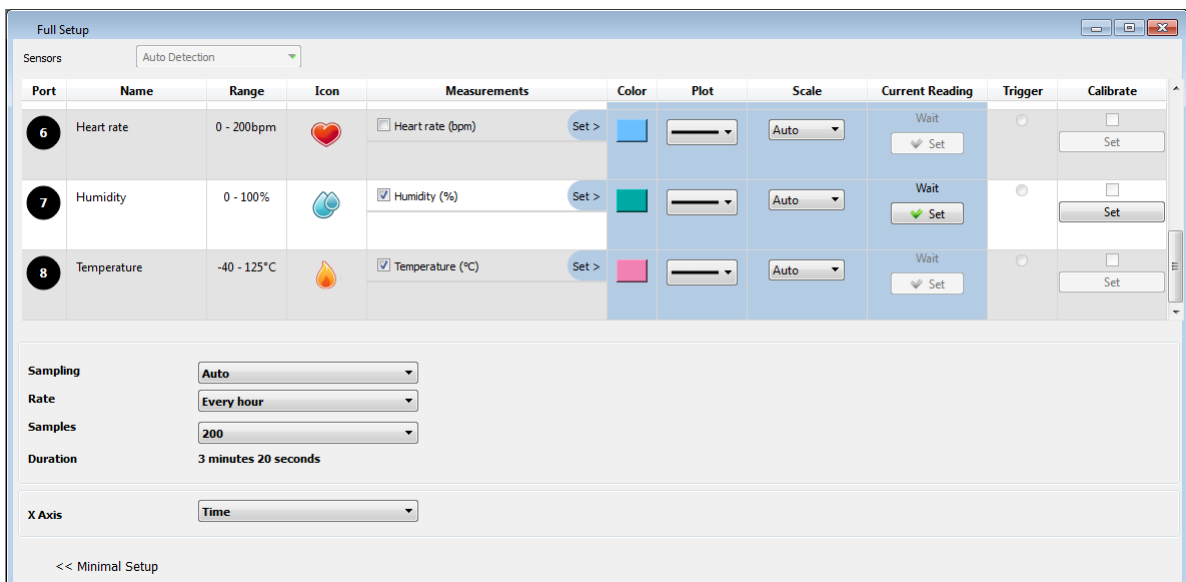 Full Setup
Sensors Auto Detection
Port Name Range Icon Measurements Color Plot Scale Current Reading Trigger Calibrate
6 Heart rate 0 - 200bpm Heart rate (bpm) Set > Auto Wait
Set Set
7 Humidity 0 - 100% Humidity (%) Set > Auto Wait
Set Set
8 Temperature -40 - 125°C Temperature (°C) Set > Auto Wait
Set Set
Sampling Auto
Rate Every hour
Samples 200
Duration 3 minutes 20 seconds
X Axis Time
<< Minimal Setup